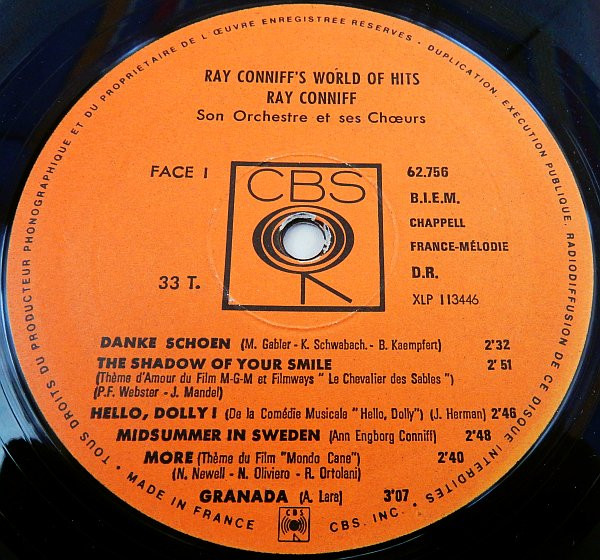 TOUS DROITS DU PRODUCTEUR PHONOGRAPHIQUE ET DU PROPRIETAIRE DE L'ŒUVRE ENREGISTRÉE RÉSERVÉS - DUPLICATION, EXÉCUTION PUBLIQUE, RADIODIFFUSION DE CE DISQUE INTERDITES
RAY CONNIFF'S WORLD OF HITS
RAY CONNIFF
Son Orchestre et ses Chœurs
FACE 1
CBS
62.756
B.I.E.M.
CHAPPELL
FRANCE-MÉLODIE
33 T.
D.R.
XLP 113446
DANKE SCHOEN (M. Gabler - K. Schwabach - B. Kaempfert) 2'32
THE SHADOW OF YOUR SMILE 2'51
(Thème d'Amour du Film M-G-M et Filmways "Le Chevalier des Sables")
(P.F. Webster - J. Mandel)
HELLO, DOLLY! (De la Comédie Musicale "Hello, Dolly") (J. Herman) 2'46
MIDSUMMER IN SWEDEN (Ann Engborg Conniff) 2'48
MORE (Thème du Film "Mondo Cane") 2'40
(N. Newell - N. Oliviero - R. Ortolani)
GRANADA (A. Lara) 3'07
MADE IN FRANCE
CBS
CBS. INC.